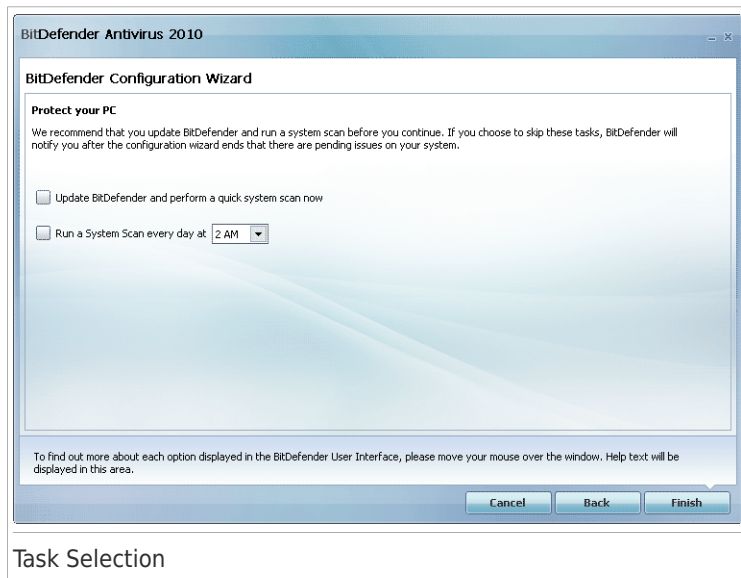 BitDefender Antivirus 2010
BitDefender Configuration Wizard
Protect your PC
We recommend that you update BitDefender and run a system scan before you continue. If you choose to skip these tasks, BitDefender will
notify you after the configuration wizard ends that there are pending issues on your system.
Update BitDefender and perform a quick system scan now
Run a System Scan every day at 2 AM
To find out more about each option displayed in the BitDefender User Interface, please move your mouse over the window. Help text will be
displayed in this area.
Cancel Back Finish
Task Selection